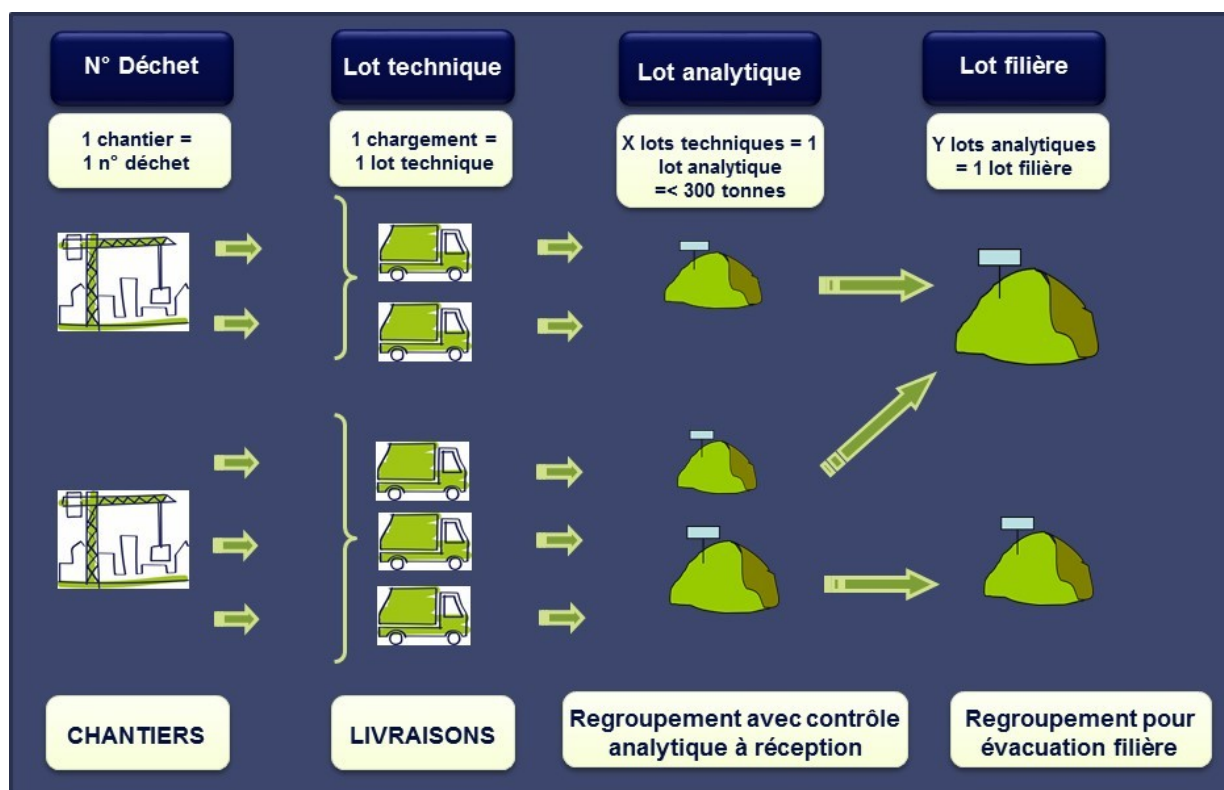 N° Déchet
Lot technique
Lot analytique
Lot filière
1 chantier =
1 n° déchet
1 chargement =
1 lot technique
X lots techniques = 1
lot analytique
=< 300 tonnes
Y lots analytiques
= 1 lot filière
CHANTIERS
LIVRAISONS
Regroupement avec contrôle
analytique à réception
Regroupement pour
évacuation filière